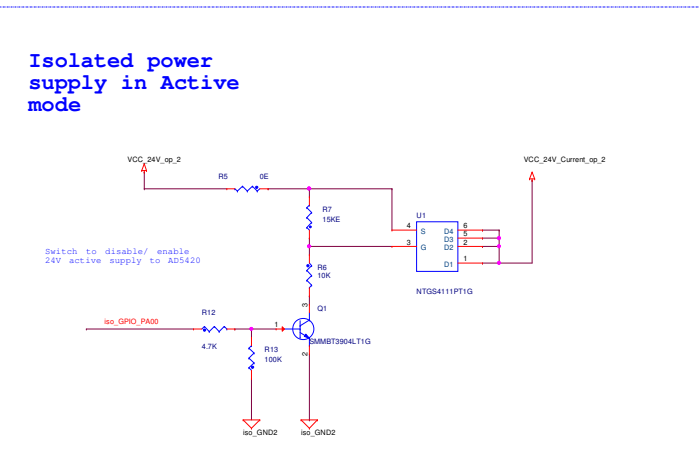 Isolated power
supply in Active
mode
VCC_24V_op_2
VCC_24V_Current_op_2
R5 0E
R7
15KE
U1
4 S D4 6
D3 5
3 G D2 2
D1 1
NTGS4111PT1G
Switch to disable/ enable
24V active supply to AD5420
R6
10K
3
Q1
R12
iso_GPIO_PA00
1
SMMBT3904LT1G
4.7K
R13
100K
2
iso_GND2
iso_GND2